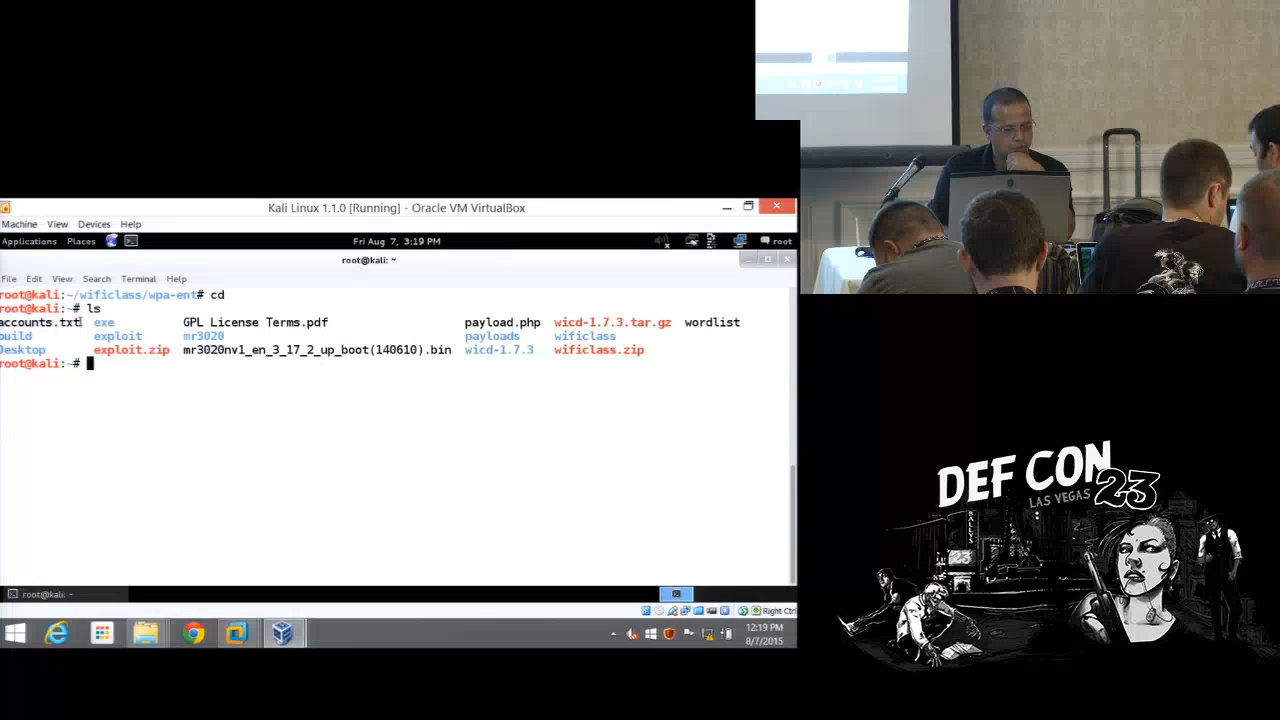 Kali Linux 1.1.0 [Running] - Oracle VM VirtualBox
Machine View Devices Help
Applications Places Fri Aug 7, 3:19 PM root
root@kali: ~
File Edit View Search Terminal Help
root@kali:~/wificlass/wpa-ent# cd
root@kali:~# ls
accounts.txt exe GPL License Terms.pdf payload.php wicd-1.7.3.tar.gz wordlist
build exploit mr3020 payloads wificlass
Desktop exploit.zip mr3020nv1_en_3_17_2_up_boot(140610).bin wicd-1.7.3 wificlass.zip
root@kali:~#
root@kali: ~
Right Ctrl
12:19 PM
8/7/2015
DEF CON 23
LAS VEGAS
BALLYS
23